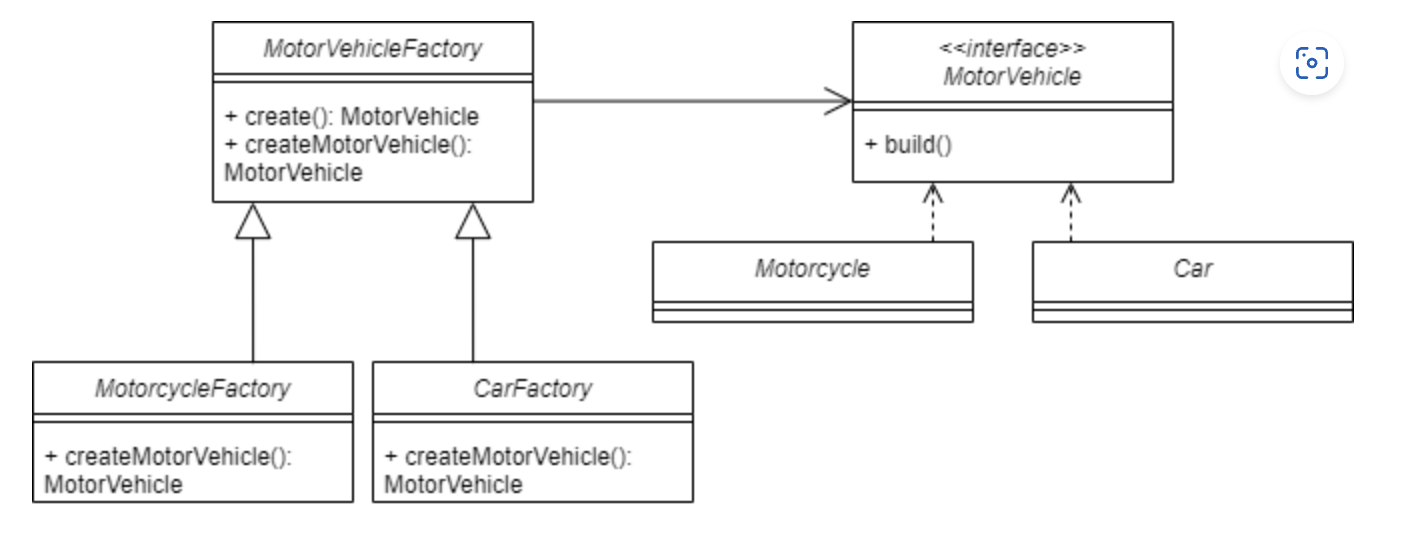 MotorVehicleFactory
+ create(): MotorVehicle
+ createMotorVehicle():
MotorVehicle
<<interface>>
MotorVehicle
+ build()
Motorcycle
Car
MotorcycleFactory
+ createMotorVehicle():
MotorVehicle
CarFactory
+ createMotorVehicle():
MotorVehicle